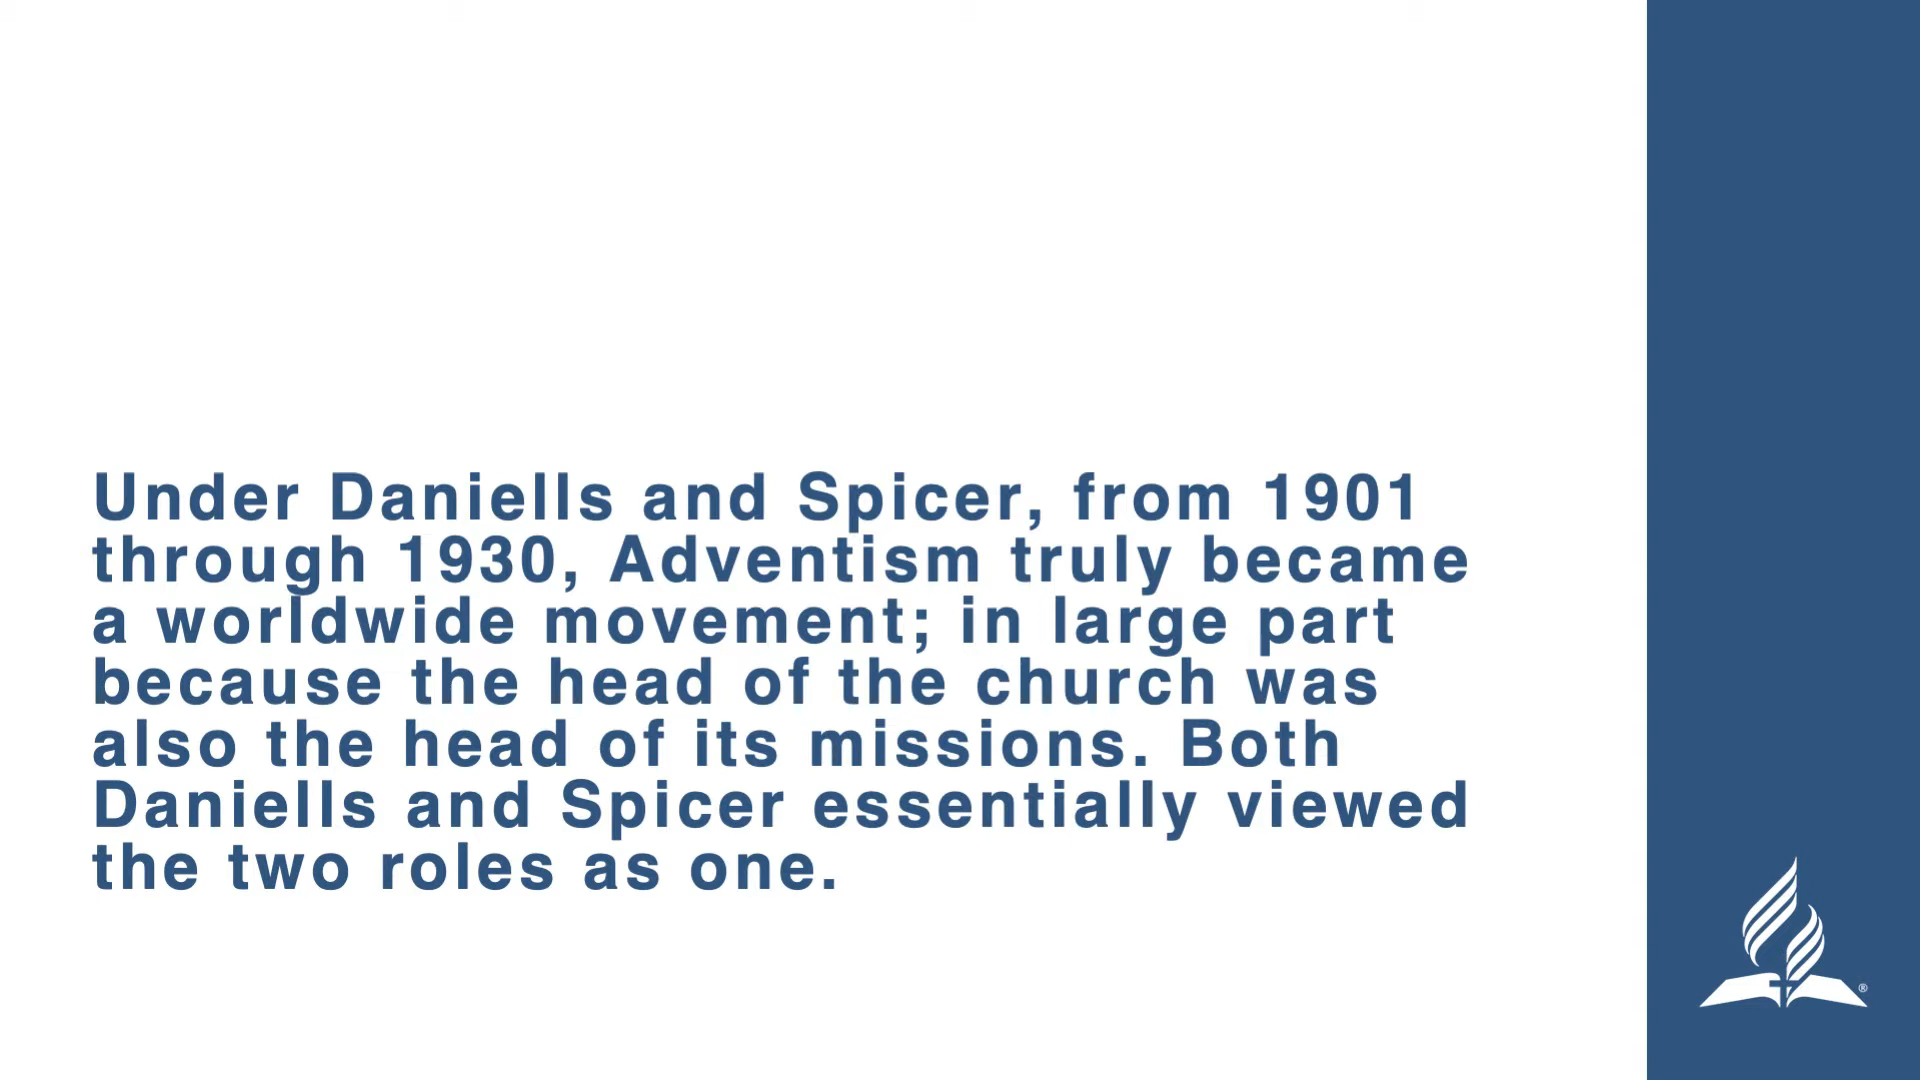 Under Daniells and Spicer, from 1901
through 1930, Adventism truly became
a worldwide movement; in large part
because the head of the church was
also the head of its missions. Both
Daniells and Spicer essentially viewed
the two roles as one.
®